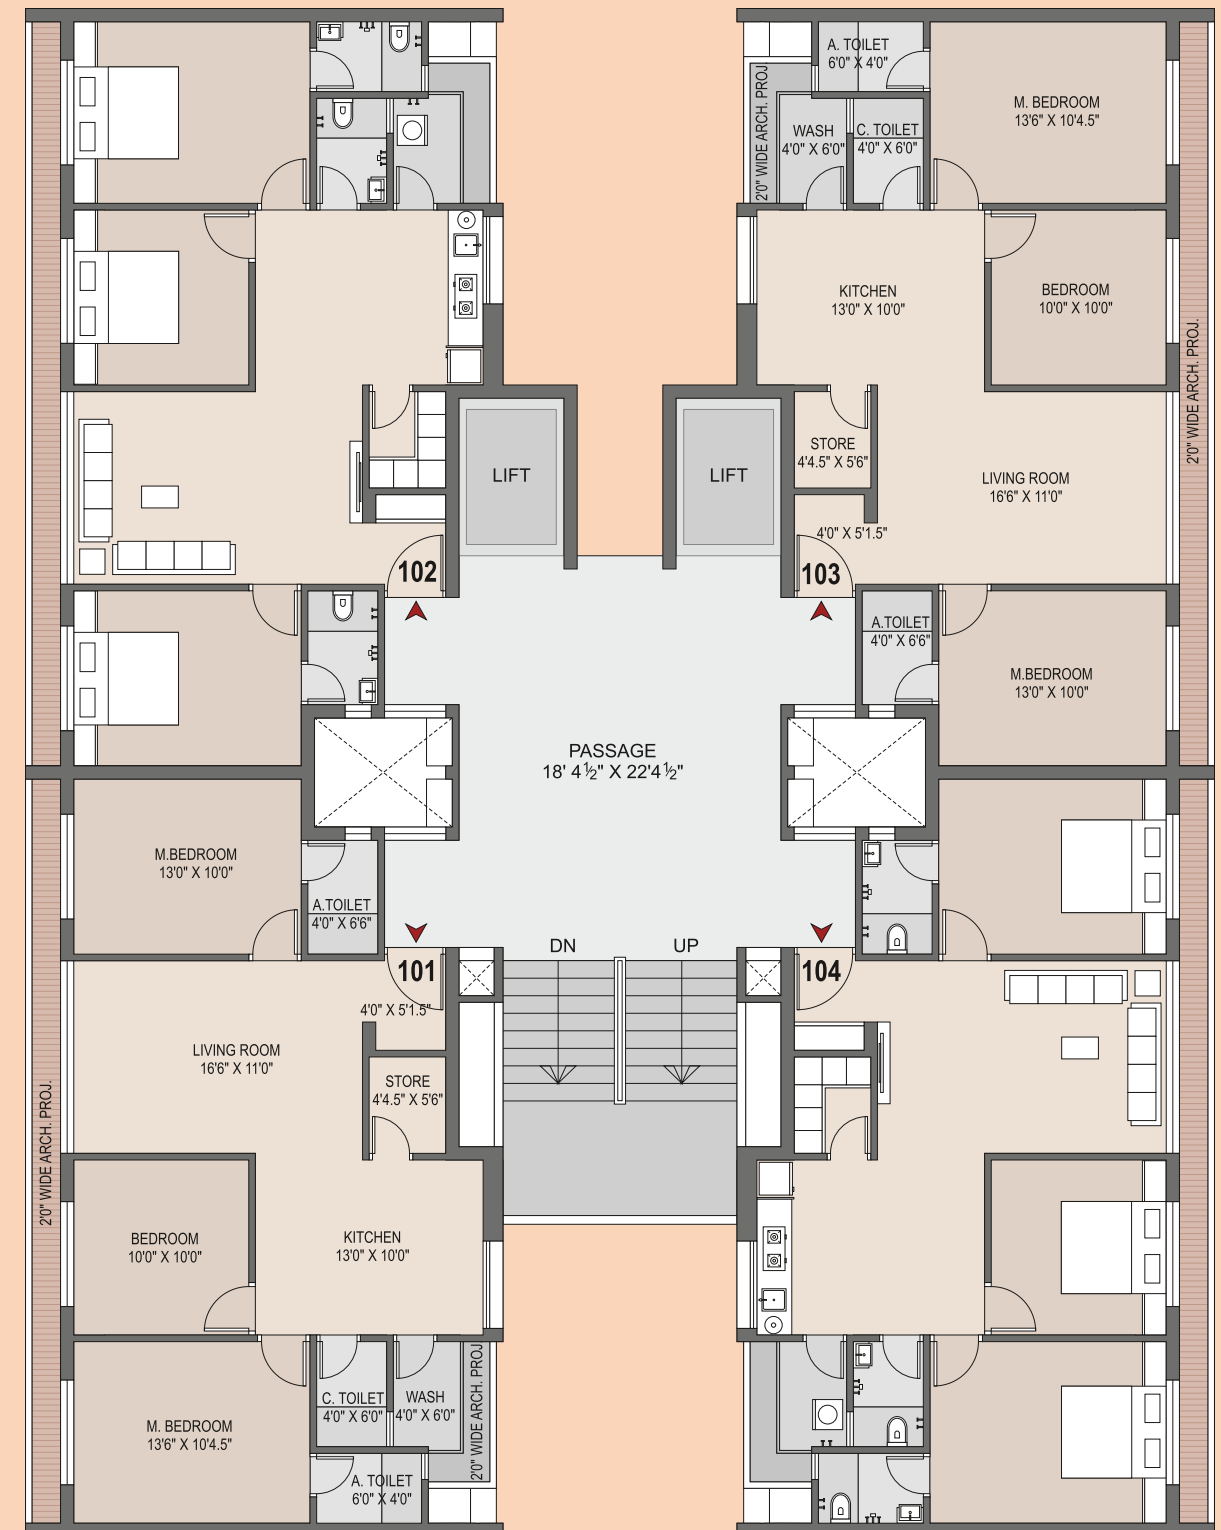 A. TOILET
6'0" X 4'0"
2'0" WIDE ARCH. PROJ.
M. BEDROOM
13'6" X 10'4.5"
WASH
4'0" X 6'0"
C. TOILET
4'0" X 6'0"
KITCHEN
13'0" X 10'0"
BEDROOM
10'0" X 10'0"
2'0" WIDE ARCH. PROJ.
LIFT
LIFT
STORE
4'4.5" X 5'6"
LIVING ROOM
16'6" X 11'0"
4'0" X 5'1.5"
102
103
A.TOILET
4'0" X 6'6"
M.BEDROOM
13'0" X 10'0"
PASSAGE
18' 4½" X 22'4½"
M.BEDROOM
13'0" X 10'0"
A.TOILET
4'0" X 6'6"
DN
UP
101
104
4'0" X 5'1.5"
LIVING ROOM
16'6" X 11'0"
STORE
4'4.5" X 5'6"
2'0" WIDE ARCH. PROJ.
BEDROOM
10'0" X 10'0"
KITCHEN
13'0" X 10'0"
C. TOILET
4'0" X 6'0"
WASH
4'0" X 6'0"
2'0" WIDE ARCH. PROJ.
M. BEDROOM
13'6" X 10'4.5"
A. TOILET
6'0" X 4'0"